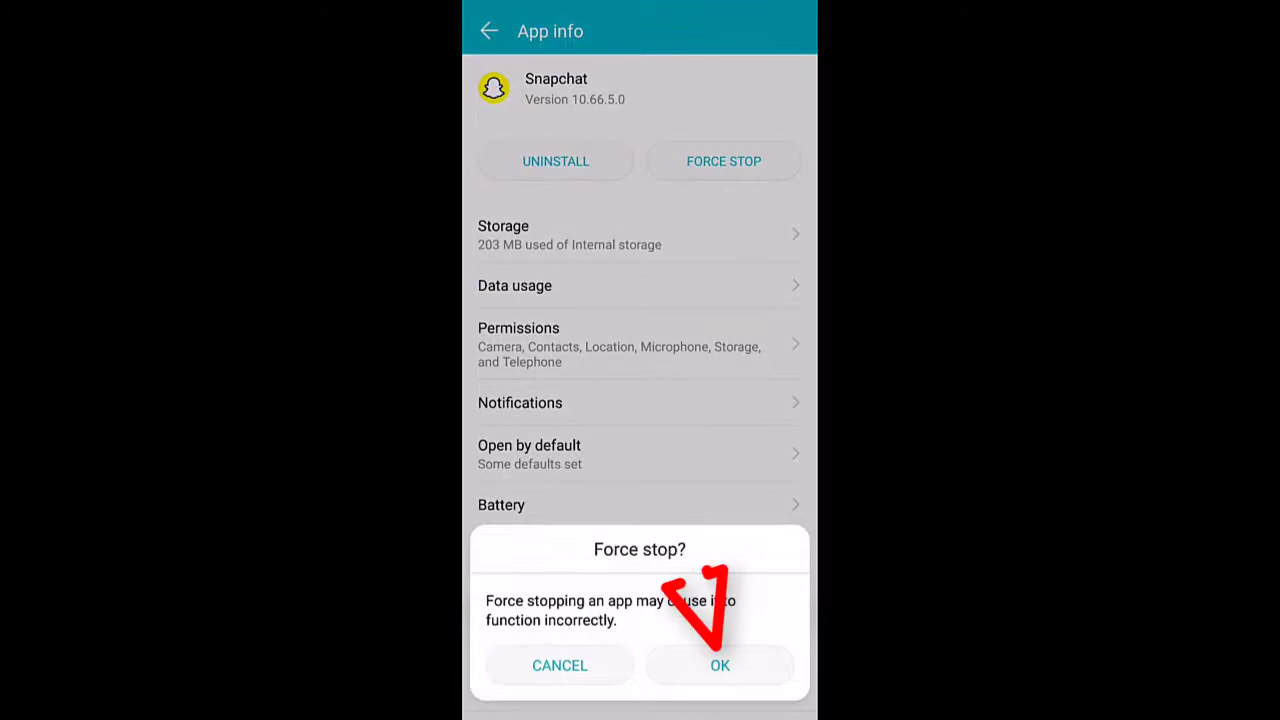 App info
Snapchat
Version 10.66.5.0
UNINSTALL
FORCE STOP
Storage
203 MB used of Internal storage
Data usage
Permissions
Camera, Contacts, Location, Microphone, Storage,
and Telephone
Notifications
Open by default
Some defaults set
Battery
Force stop?
Force stopping an app may cause it to
function incorrectly.
CANCEL
OK